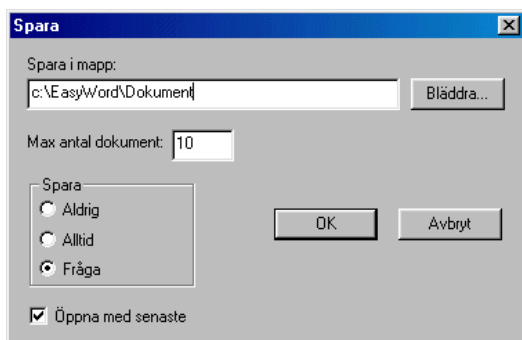 Spara
Spara i mapp:
c:\EasyWord\Dokument
Bläddra...
Max antal dokument: 10
Spara
Aldrig
Alltid
Fråga
OK
Avbryt
Öppna med senaste